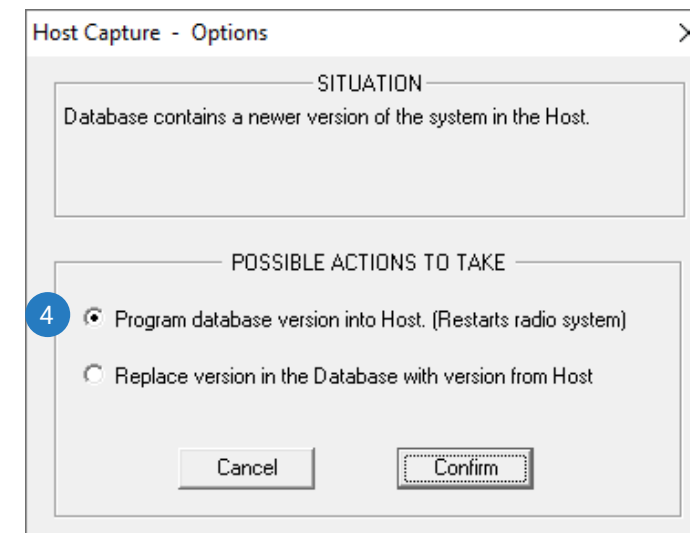 Host Capture - Options
SITUATION
Database contains a newer version of the system in the Host.
POSSIBLE ACTIONS TO TAKE
4 Program database version into Host. (Restarts radio system)
Replace version in the Database with version from Host
Cancel Confirm